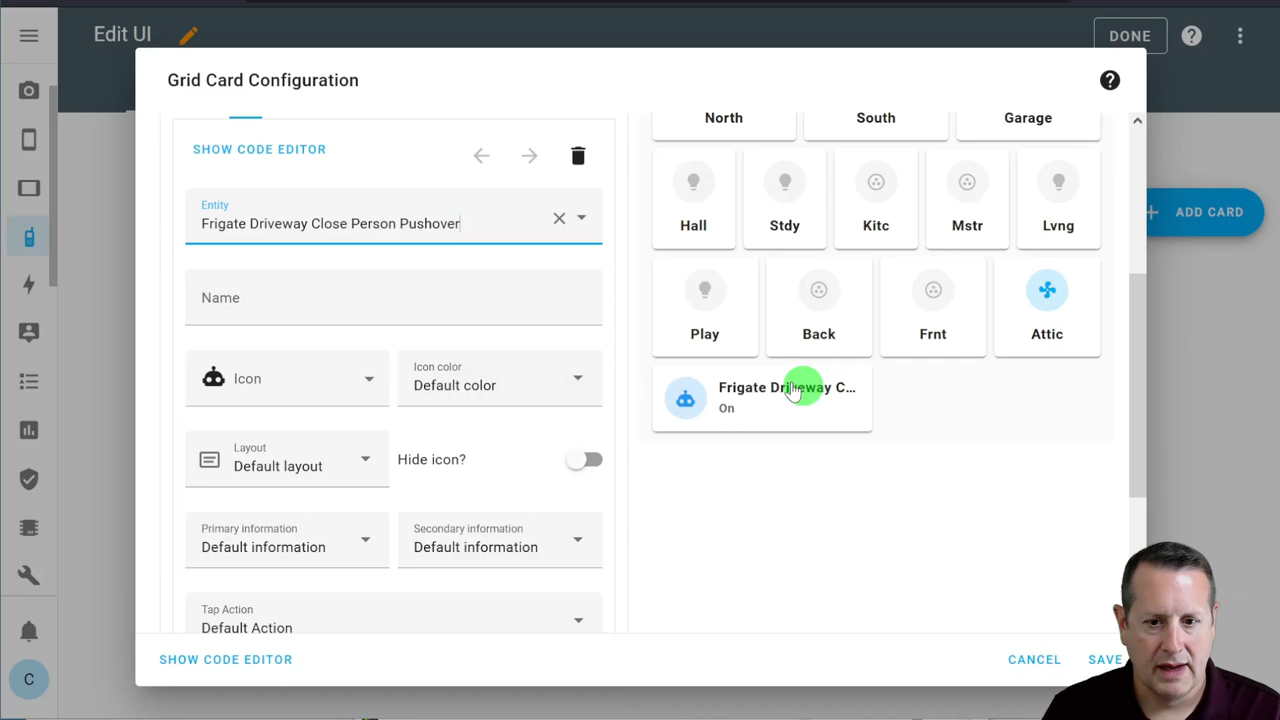 Edit UI
DONE
Grid Card Configuration
SHOW CODE EDITOR
Entity
Frigate Driveway Close Person Pushover
Name
Icon
Icon color
Default color
Layout
Default layout
Hide icon?
Primary information
Default information
Secondary information
Default information
Tap Action
Default Action
North
South
Garage
Hall
Stdy
Kitc
Mstr
Lvng
Play
Back
Frnt
Attic
Frigate Driveway C...
On
ADD CARD
SHOW CODE EDITOR
CANCEL
SAVE
C